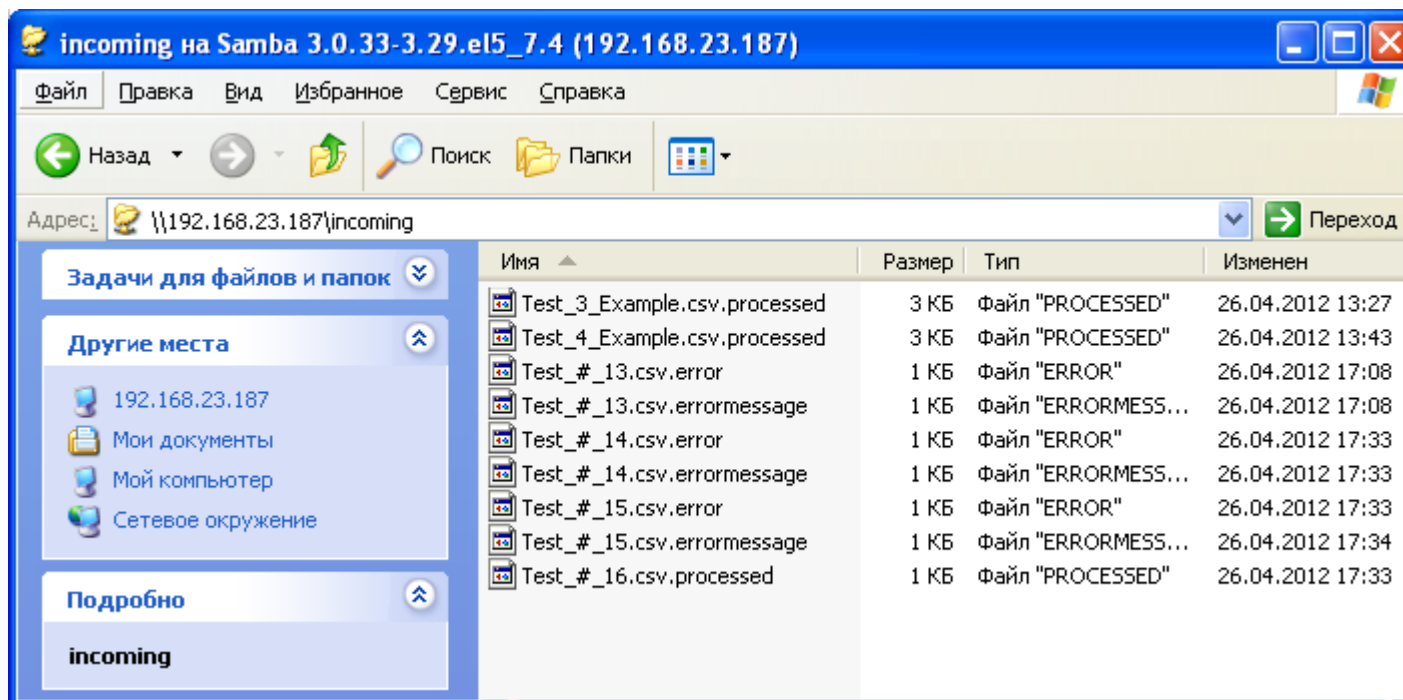 incoming на Samba 3.0.33-3.29.el5_7.4 (192.168.23.187)
Файл Правка Вид Избранное Сервис Справка
Назад Поиск Папки
Адрес: \\192.168.23.187\incoming Переход
Задачи для файлов и папок
Другие места
192.168.23.187
Мои документы
Мой компьютер
Сетевое окружение
Подробно
incoming
Имя Размер Тип Изменен
Test_3_Example.csv.processed 3 КБ Файл "PROCESSED" 26.04.2012 13:27
Test_4_Example.csv.processed 3 КБ Файл "PROCESSED" 26.04.2012 13:43
Test_#_13.csv.error 1 КБ Файл "ERROR" 26.04.2012 17:08
Test_#_13.csv.errormessage 1 КБ Файл "ERRORMESS... 26.04.2012 17:08
Test_#_14.csv.error 1 КБ Файл "ERROR" 26.04.2012 17:33
Test_#_14.csv.errormessage 1 КБ Файл "ERRORMESS... 26.04.2012 17:33
Test_#_15.csv.error 1 КБ Файл "ERROR" 26.04.2012 17:33
Test_#_15.csv.errormessage 1 КБ Файл "ERRORMESS... 26.04.2012 17:34
Test_#_16.csv.processed 1 КБ Файл "PROCESSED" 26.04.2012 17:33